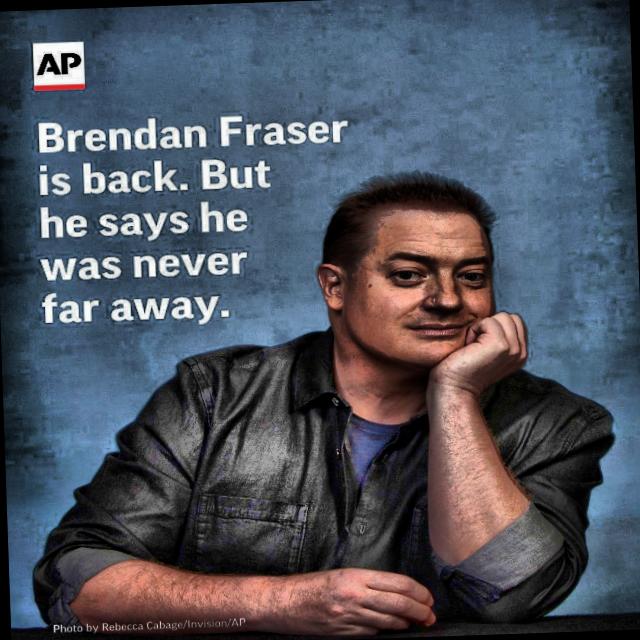 AP
Brendan Fraser
is back. But
he says he
was never
far away.
Photo by Rebecca Cabage/Invision/AP